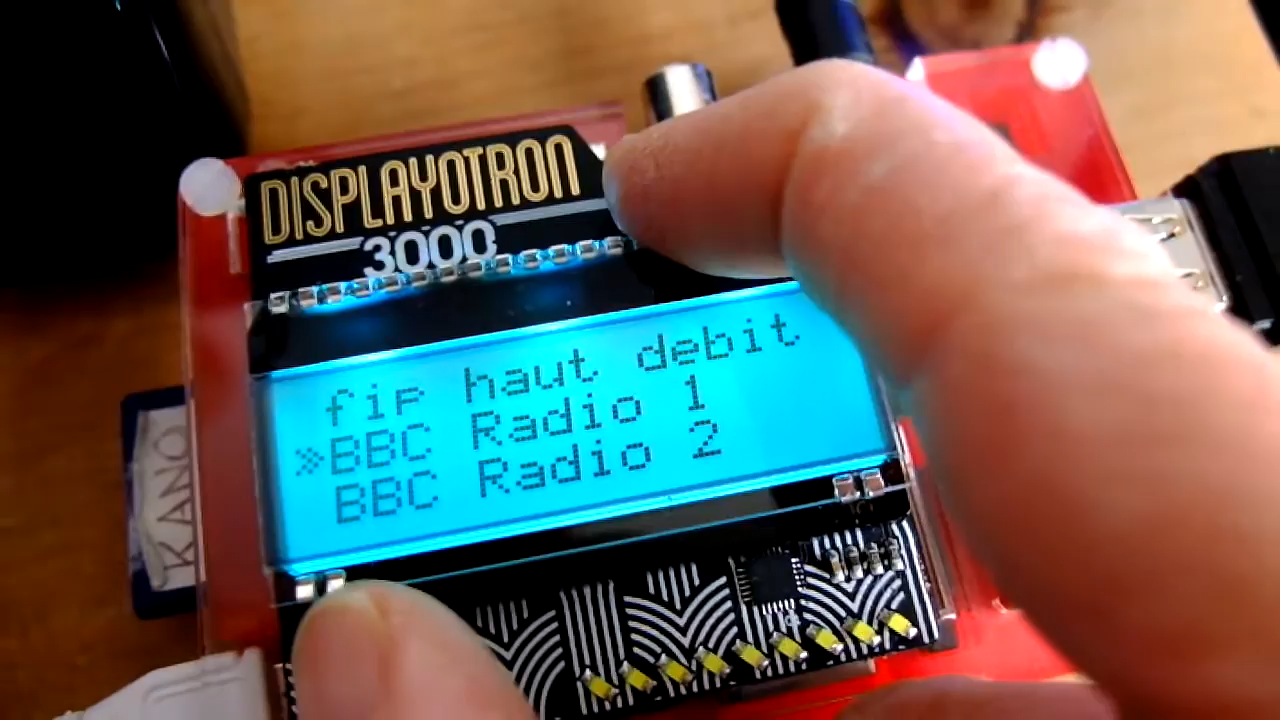 DISPLAYOTRON
3000
fip haut debit
»BBC Radio 1
BBC Radio 2
KANO